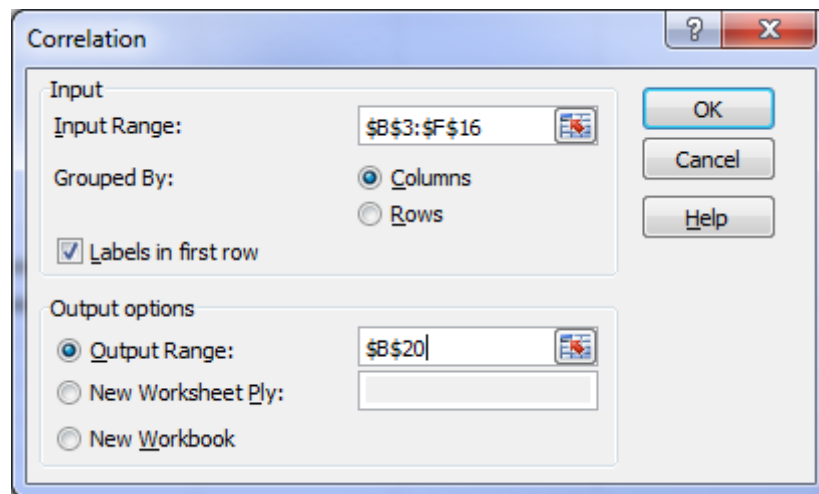 Correlation
?
Input
Input Range:
$B$3:$F$16
Grouped By:
Columns
Rows
Labels in first row
Output options
Output Range:
$B$20
New Worksheet Ply:
New Workbook
OK
Cancel
Help